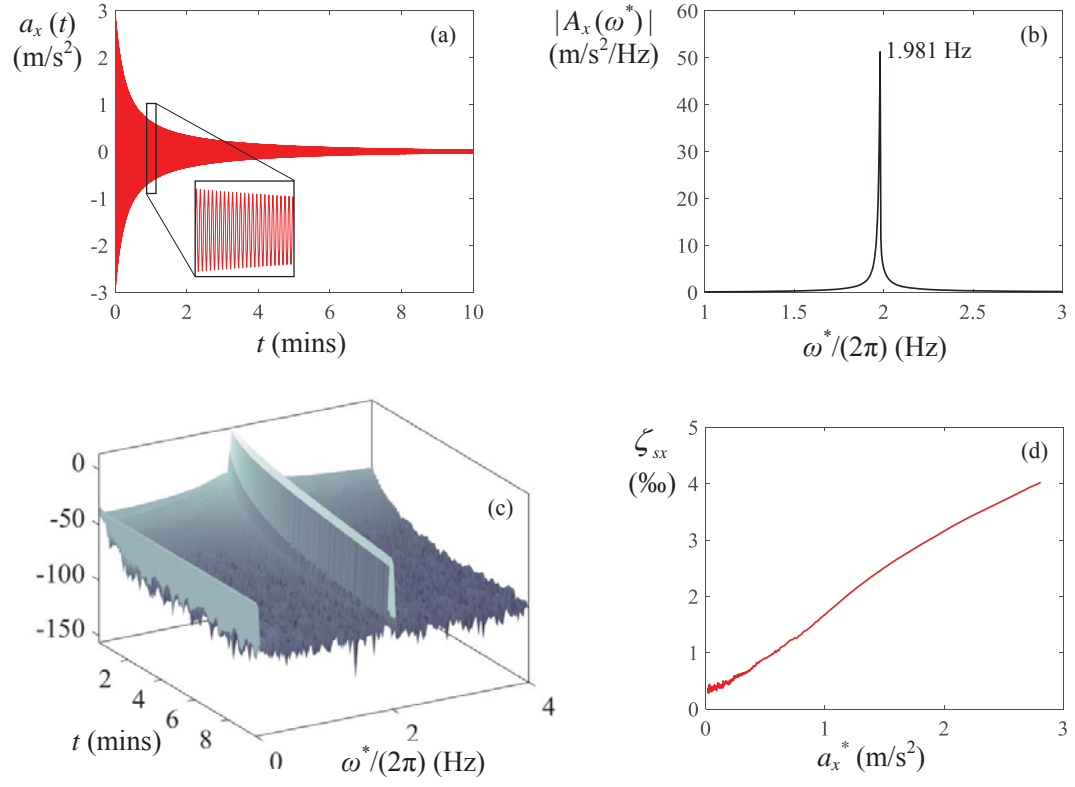 a_x (t)
(m/s²)
(a)
3
2
1
0
-1
-2
-3
0 2 4 6 8 10
t (mins)
|A_x(ω*)|
(m/s²/Hz)
(b)
1.981 Hz
60
50
40
30
20
10
0
1 1.5 2 2.5 3
ω*/(2π) (Hz)
(c)
0
-50
-100
-150
2 4 6 8
t (mins)
0 2 4
ω*/(2π) (Hz)
ζ_sx
(‰)
(d)
5
4
3
2
1
0
0 1 2 3
a_x* (m/s²)